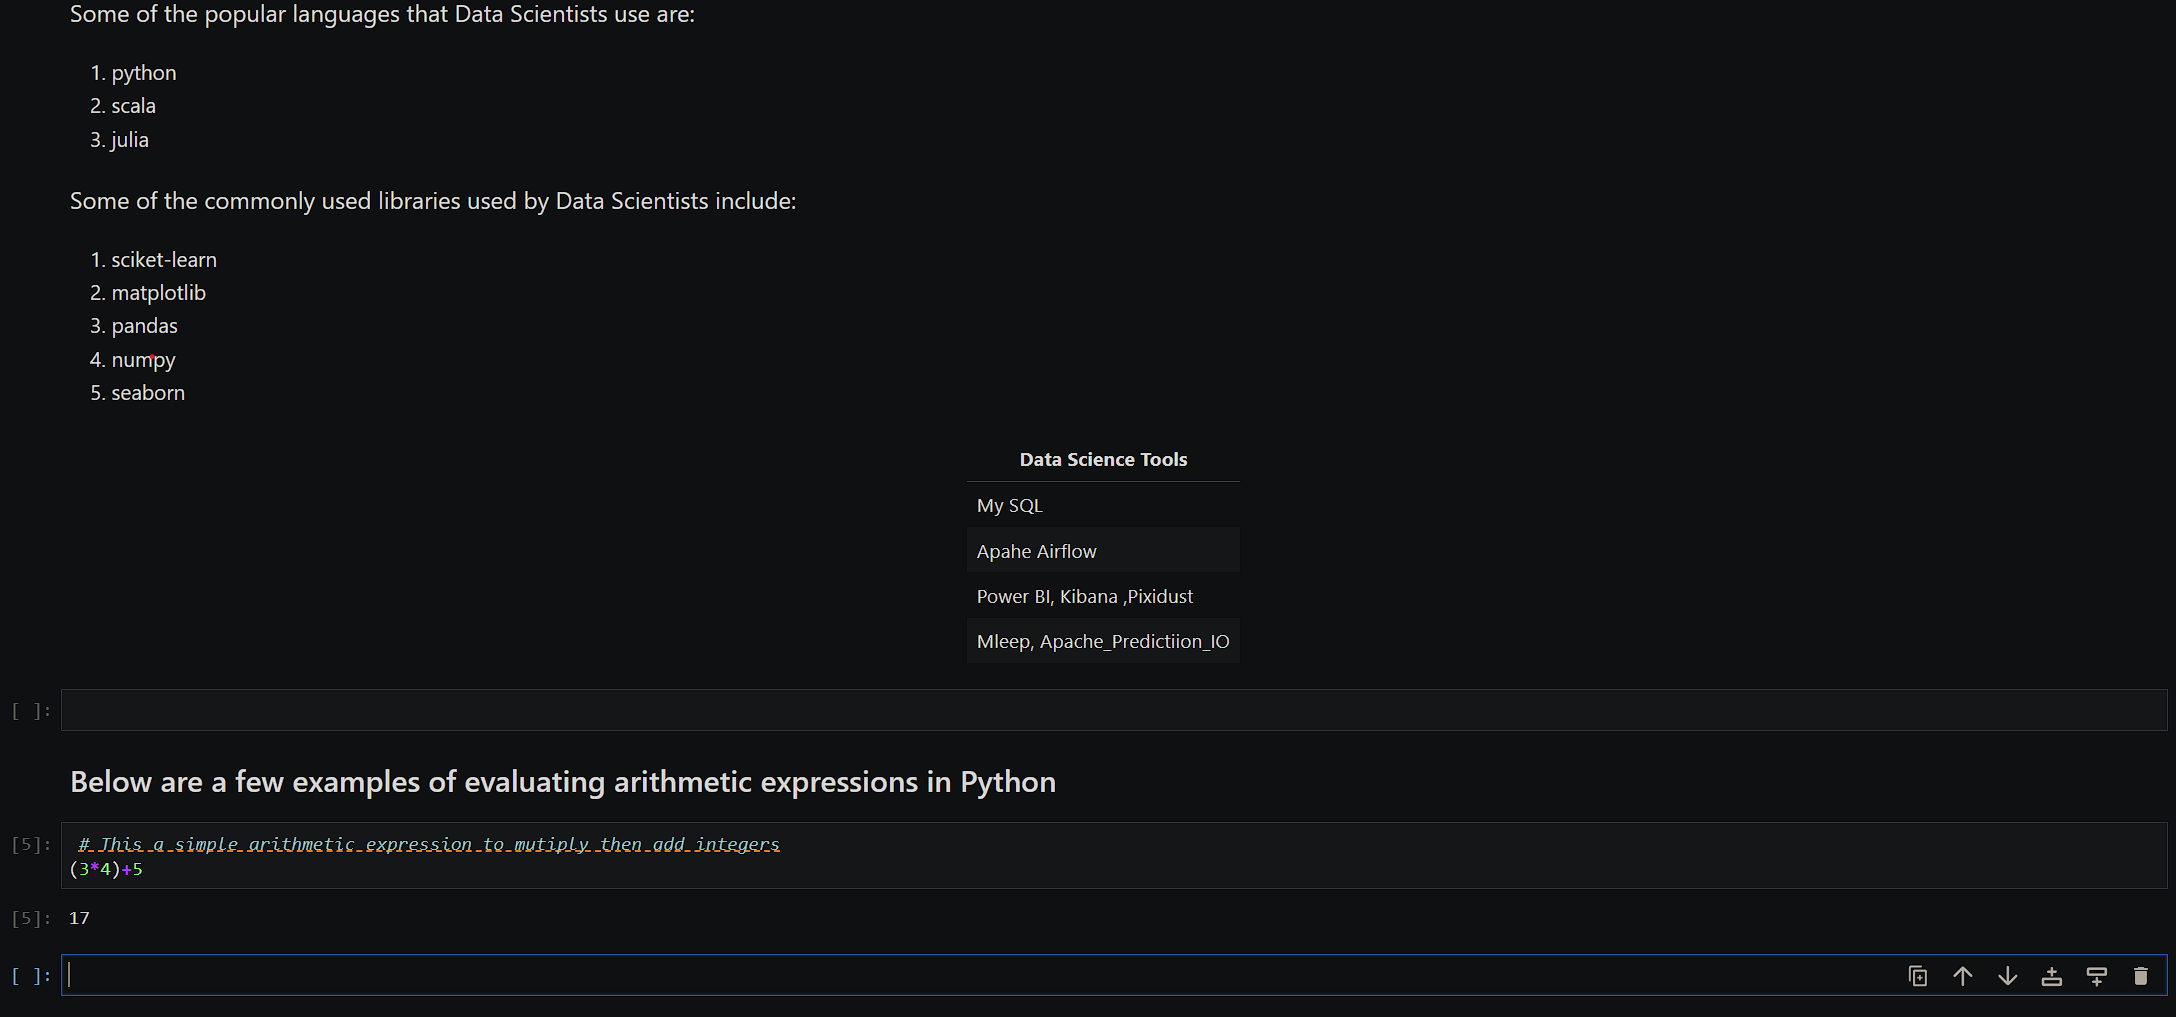 Some of the popular languages that Data Scientists use are:
1. python
2. scala
3. julia
Some of the commonly used libraries used by Data Scientists include:
1. sciket-learn
2. matplotlib
3. pandas
4. numpy
5. seaborn
Data Science Tools
My SQL
Apahe Airflow
Power BI, Kibana ,Pixidust
Mleep, Apache_Predictiion_IO
[ ]:
Below are a few examples of evaluating arithmetic expressions in Python
[5]: # This a simple arithmetic expression to mutiply then add integers
(3*4)+5
[5]: 17
[ ]: